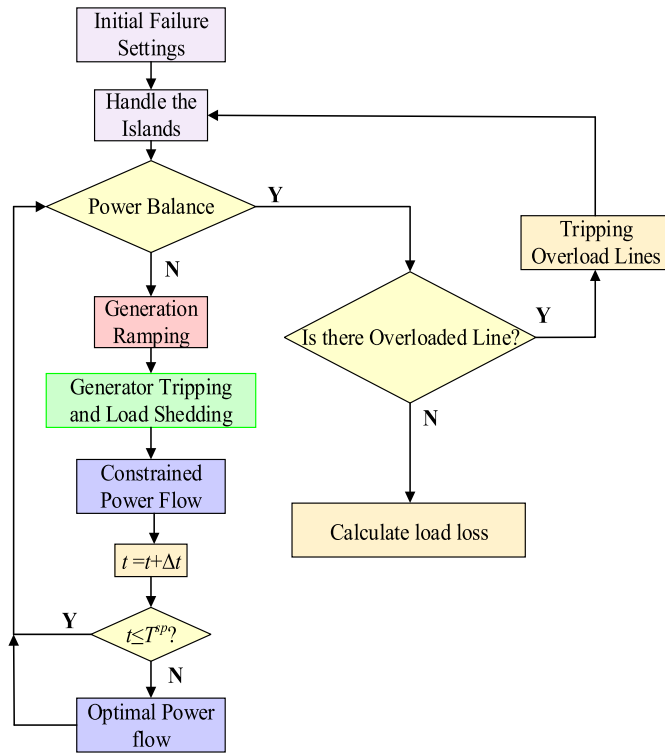 Initial Failure
Settings
Handle the
Islands
Power Balance
Y
N
Generation
Ramping
Generator Tripping
and Load Shedding
Constrained
Power Flow
t =t+Δt
t≤T^sp?
Y
N
Optimal Power
flow
Is there Overloaded Line?
Y
N
Tripping
Overload Lines
Calculate load loss